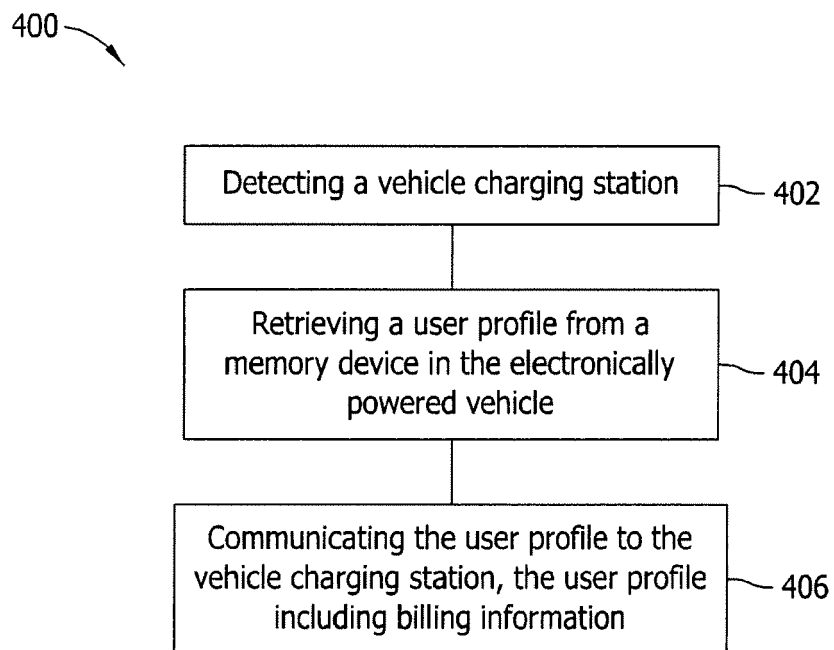 400
Detecting a vehicle charging station
402
Retrieving a user profile from a
memory device in the electronically
powered vehicle
404
Communicating the user profile to the
vehicle charging station, the user profile
including billing information
406